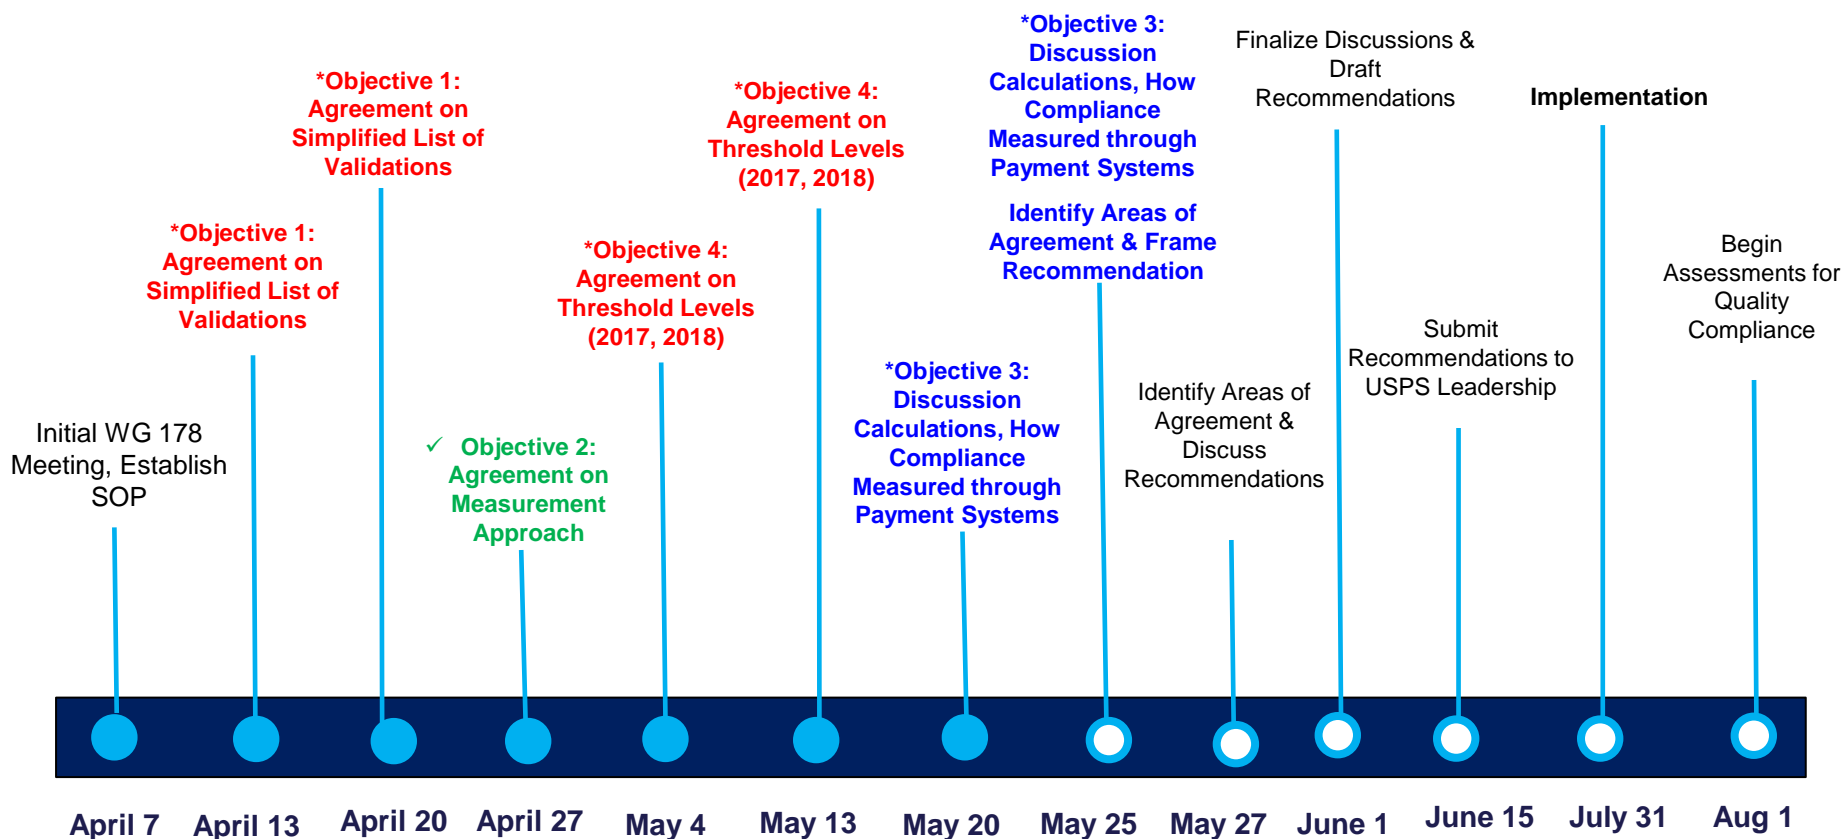 Initial WG 178
Meeting, Establish
SOP
*Objective 1:
Agreement on
Simplified List of
Validations
*Objective 1:
Agreement on
Simplified List of
Validations
✓ Objective 2:
Agreement on
Measurement
Approach
*Objective 4:
Agreement on
Threshold Levels
(2017, 2018)
*Objective 4:
Agreement on
Threshold Levels
(2017, 2018)
*Objective 3:
Discussion
Calculations, How
Compliance
Measured through
Payment Systems
*Objective 3:
Discussion
Calculations, How
Compliance
Measured through
Payment Systems
Identify Areas of
Agreement & Frame
Recommendation
Identify Areas of
Agreement &
Discuss
Recommendations
Finalize Discussions &
Draft
Recommendations
Submit
Recommendations to
USPS Leadership
Implementation
Begin
Assessments for
Quality
Compliance
April 7
April 13
April 20
April 27
May 4
May 13
May 20
May 25
May 27
June 1
June 15
July 31
Aug 1